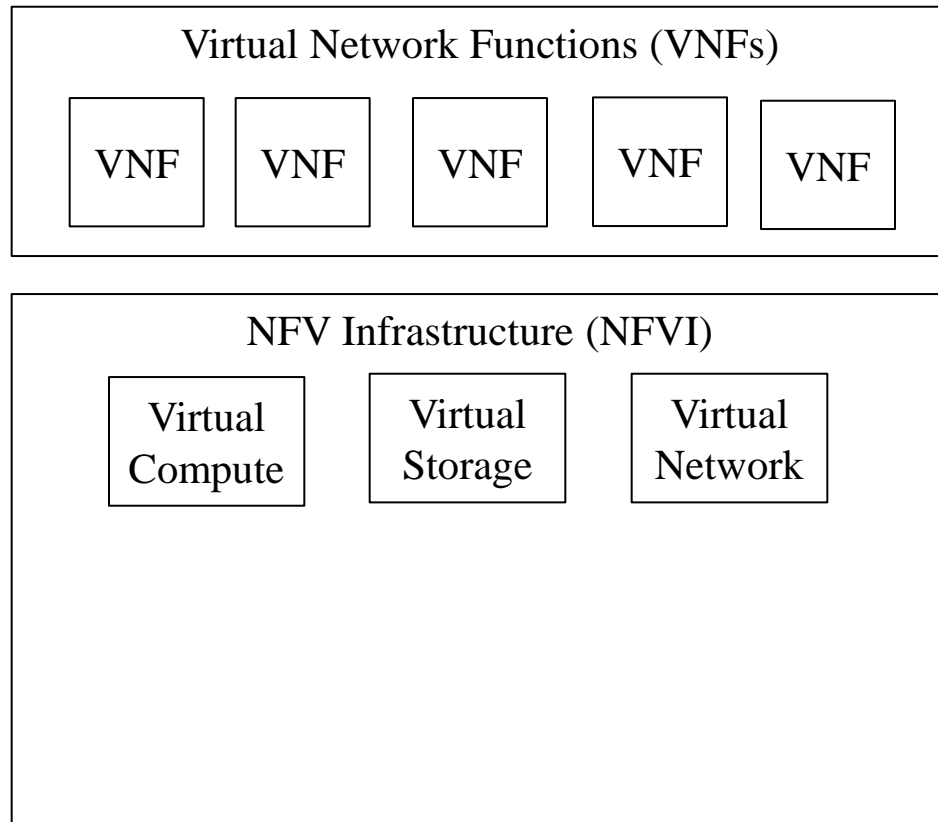 Virtual Network Functions (VNFs)
VNF VNF VNF VNF VNF
NFV Infrastructure (NFVI)
Virtual
Compute
Virtual
Storage
Virtual
Network